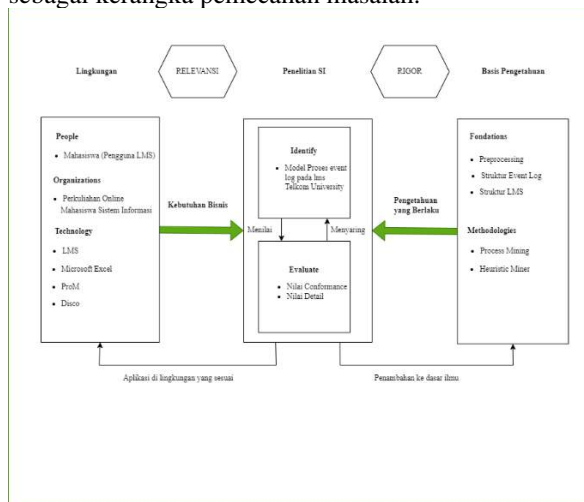 sebagai kerangka pemecahan masalah.
Lingkungan
RELEVANSI
Penelitian SI
RIGOR
Basis Pengetahuan
People
• Mahasiswa (Pengguna LMS)
Organizations
• Perkuliahan Online
Mahasiswa Sistem Informasi
Technology
• LMS
• Microsoft Excel
• ProM
• Disco
Kebutuhan Bisnis
Identify
• Model Proses event
log pada lms
Telkom University
Menilai
Menyaring
Evaluate
• Nilai Conformance
• Nilai Detail
Pengetahuan
yang Berlaku
Fondations
• Preprocessing
• Struktur Event Log
• Struktur LMS
Methodologies
• Process Mining
• Heuristic Miner
Aplikasi di lingkungan yang sesuai
Penambahan ke dasar ilmu